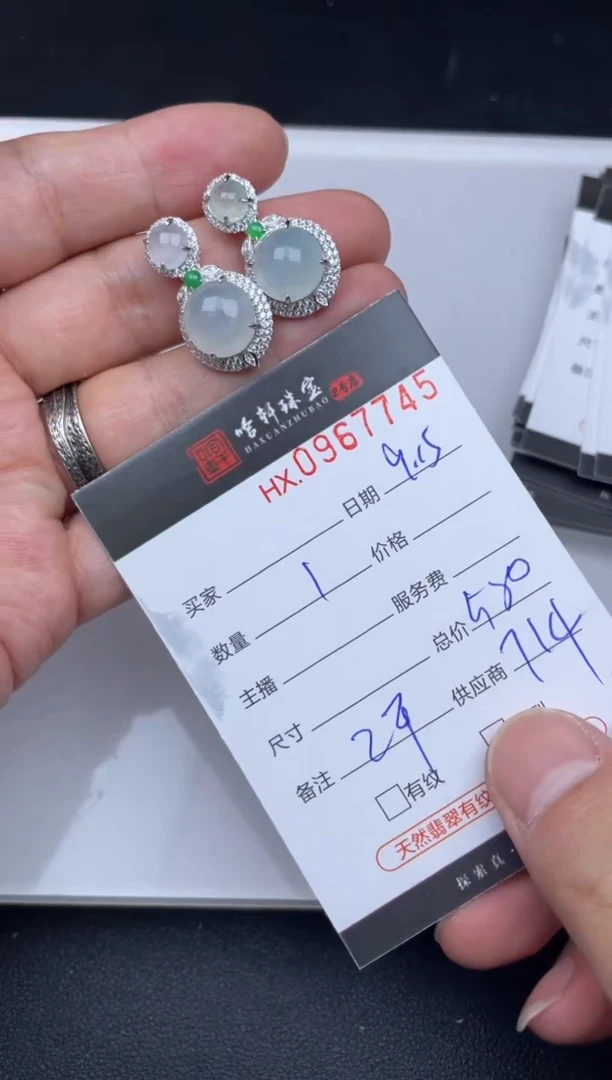 哈轩珠宝
HAXUANZHUBAO
HX.0967745
买家 日期 9.15
数量 1 价格
主播 服务费
尺寸 总价 580
备注 供应商 714
有纹
天然翡翠有纹